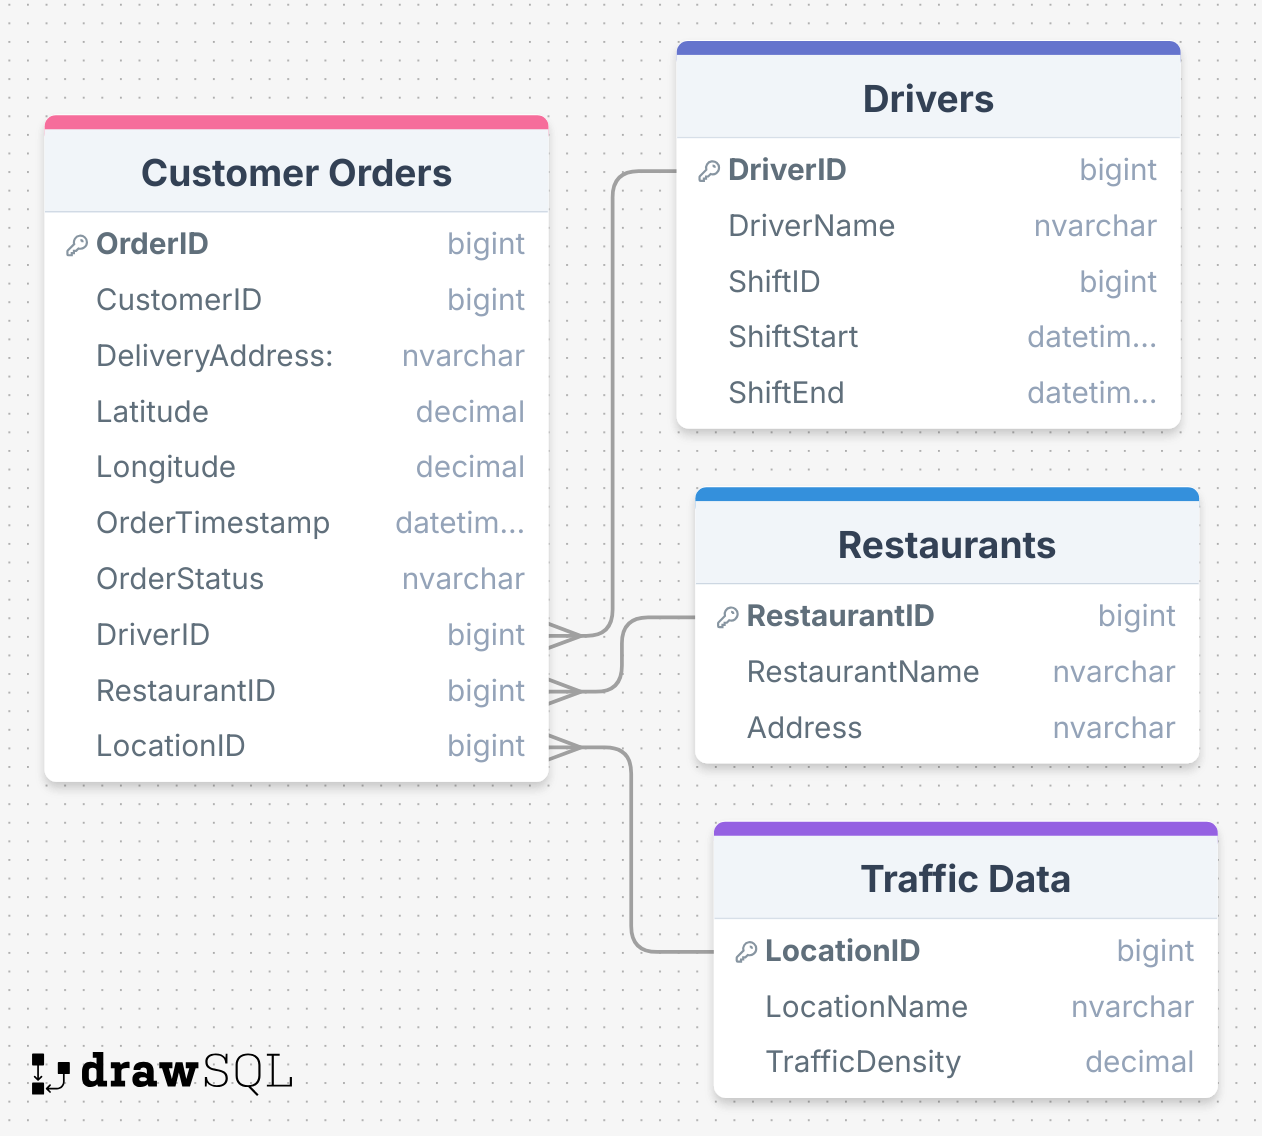 Customer Orders
OrderID bigint
CustomerID bigint
DeliveryAddress: nvarchar
Latitude decimal
Longitude decimal
OrderTimestamp datetim...
OrderStatus nvarchar
DriverID bigint
RestaurantID bigint
LocationID bigint
Drivers
DriverID bigint
DriverName nvarchar
ShiftID bigint
ShiftStart datetim...
ShiftEnd datetim...
Restaurants
RestaurantID bigint
RestaurantName nvarchar
Address nvarchar
Traffic Data
LocationID bigint
LocationName nvarchar
TrafficDensity decimal
drawSQL